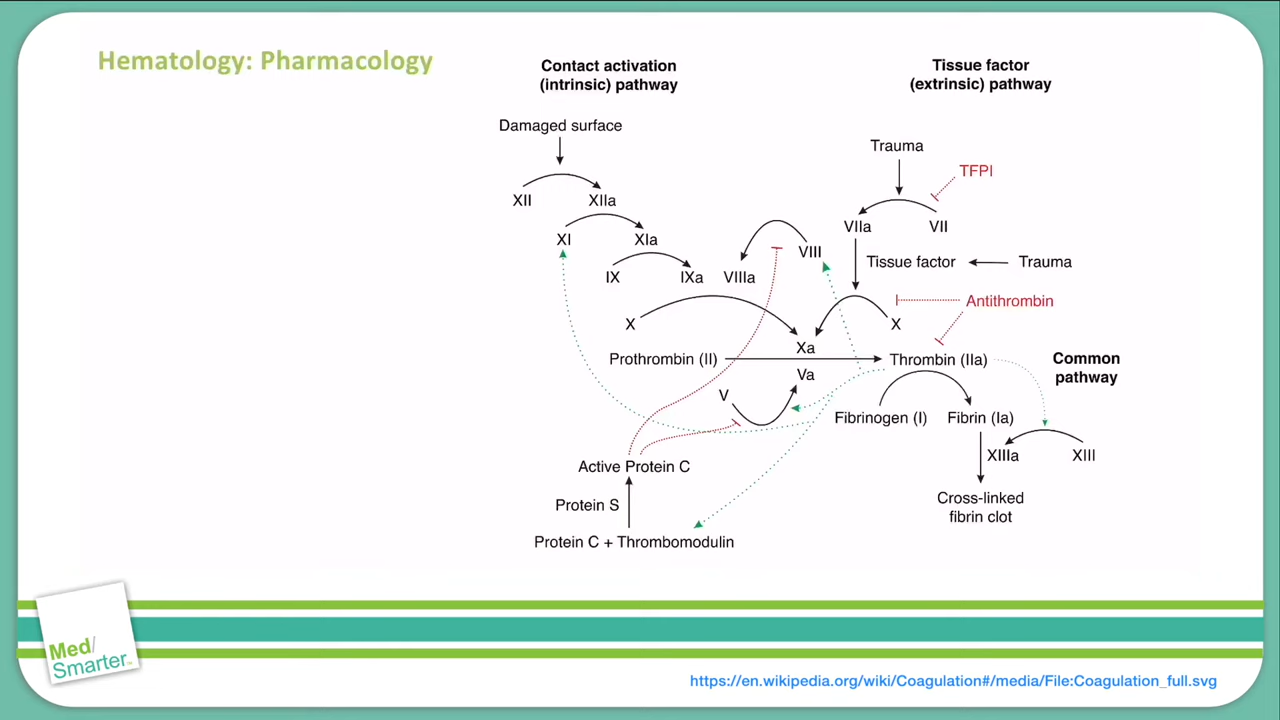 Hematology: Pharmacology
Contact activation
(intrinsic) pathway
Tissue factor
(extrinsic) pathway
Damaged surface
Trauma
TFPI
XII
XIIa
VIIa
VII
XI
XIa
VIII
Tissue factor
Trauma
IX
IXa
VIIIa
Antithrombin
X
X
Xa
Prothrombin (II)
Thrombin (IIa)
Common
pathway
Va
V
Fibrinogen (I)
Fibrin (Ia)
XIIIa
XIII
Active Protein C
Protein S
Cross-linked
fibrin clot
Protein C + Thrombomodulin
Med/
Smarter™
https://en.wikipedia.org/wiki/Coagulation#/media/File:Coagulation_full.svg